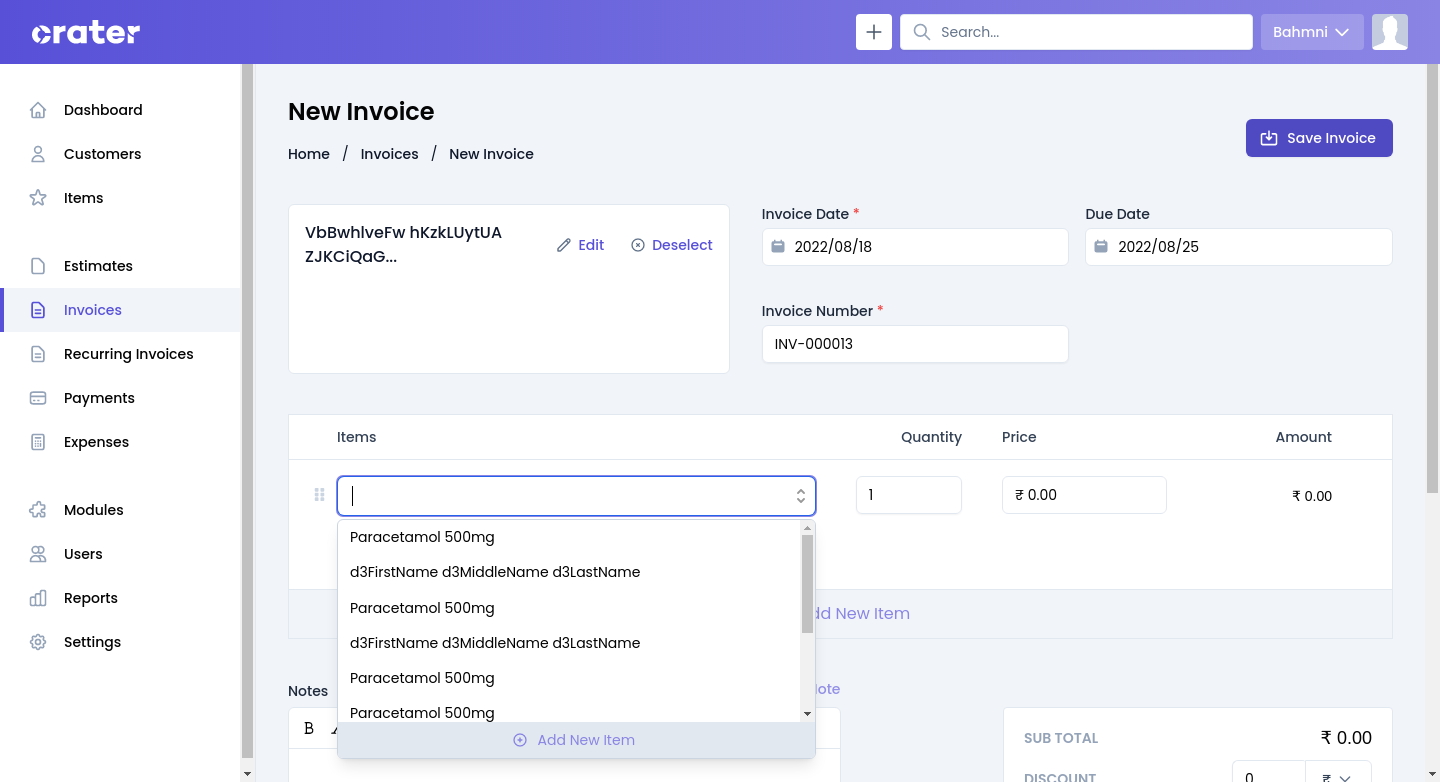 crater
Search...
Bahmni
Dashboard
Customers
Items
Estimates
Invoices
Recurring Invoices
Payments
Expenses
Modules
Users
Reports
Settings
New Invoice
Home / Invoices / New Invoice
Save Invoice
VbBwhlveFw hKzkLUytUA
ZJKCiQaG...
Edit
Deselect
Invoice Date *
2022/08/18
Due Date
2022/08/25
Invoice Number *
INV-000013
Items Quantity Price Amount
1 ₹ 0.00 ₹ 0.00
Paracetamol 500mg
d3FirstName d3MiddleName d3LastName
Paracetamol 500mg
d3FirstName d3MiddleName d3LastName
Paracetamol 500mg
Paracetamol 500mg
Add New Item
New Item
Notes
B
SUB TOTAL ₹ 0.00
DISCOUNT 0 ₹